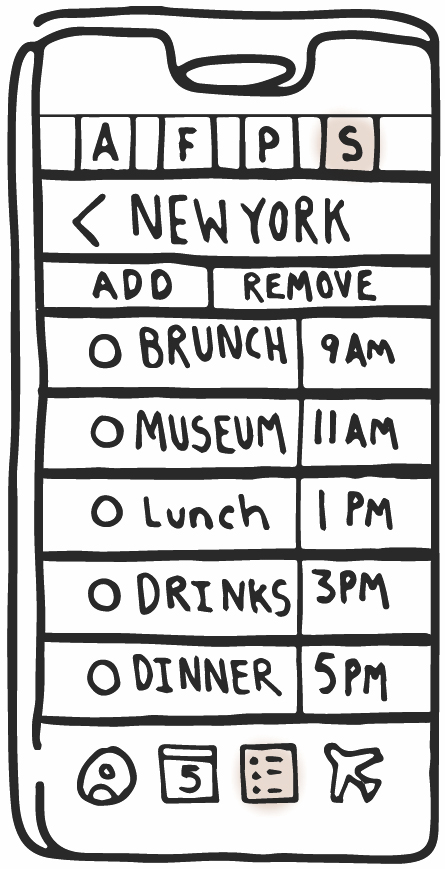 A F P S
< NEW YORK
ADD REMOVE
BRUNCH 9AM
MUSEUM 11AM
Lunch 1 PM
DRINKS 3PM
DINNER 5PM
5